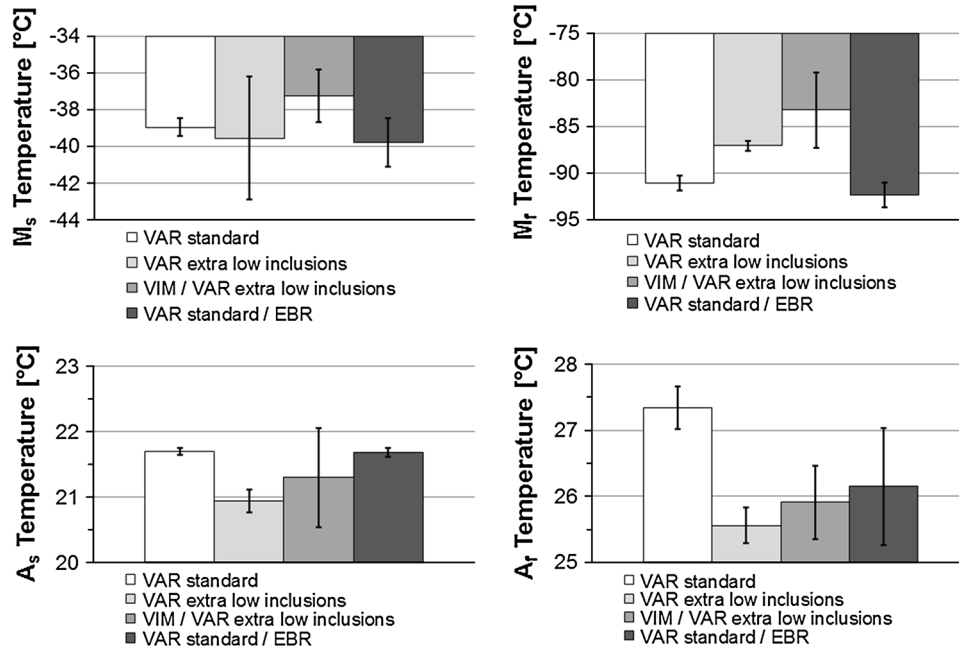 Ms Temperature [°C]
-34
-36
-38
-40
-42
-44
VAR standard
VAR extra low inclusions
VIM / VAR extra low inclusions
VAR standard / EBR
Mf Temperature [°C]
-75
-80
-85
-90
-95
VAR standard
VAR extra low inclusions
VIM / VAR extra low inclusions
VAR standard / EBR
As Temperature [°C]
23
22
21
20
VAR standard
VAR extra low inclusions
VIM / VAR extra low inclusions
VAR standard / EBR
Af Temperature [°C]
28
27
26
25
VAR standard
VAR extra low inclusions
VIM / VAR extra low inclusions
VAR standard / EBR